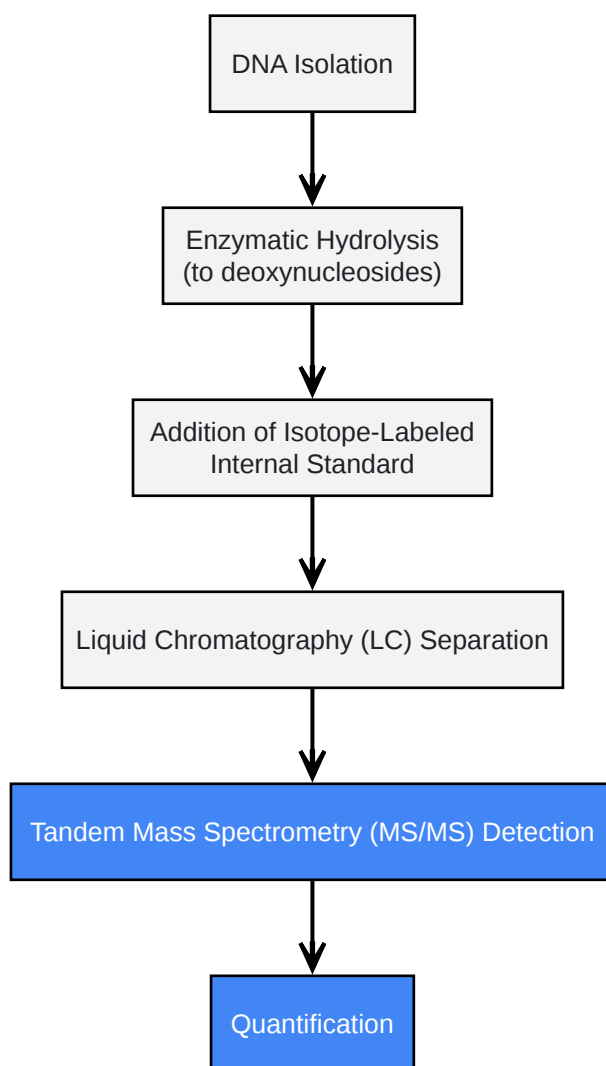 DNA Isolation
Enzymatic Hydrolysis
(to deoxynucleosides)
Addition of Isotope-Labeled
Internal Standard
Liquid Chromatography (LC) Separation
Tandem Mass Spectrometry (MS/MS) Detection
Quantification